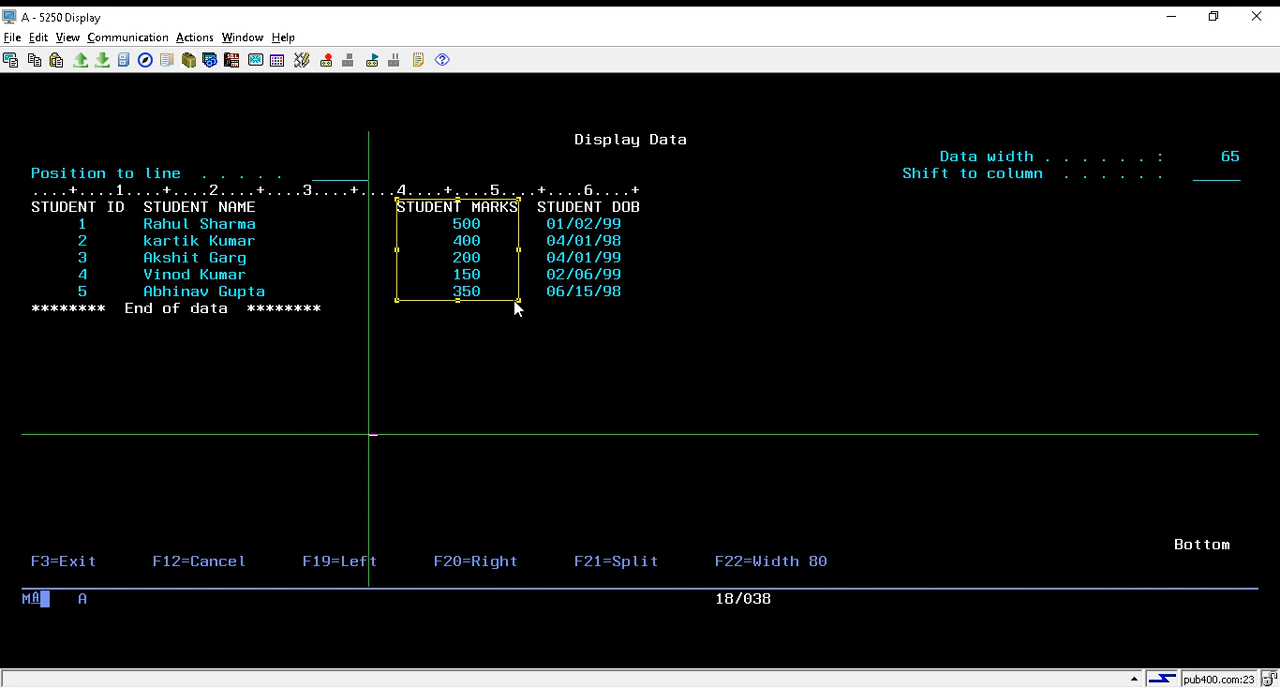 A - 5250 Display
File Edit View Communication Actions Window Help
Display Data
Data width . . . . . . : 65
Position to line . . . . . Shift to column . . . . . .
....+....1....+....2....+....3....+....4....+....5....+....6....+
STUDENT ID STUDENT NAME STUDENT MARKS STUDENT DOB
1 Rahul Sharma 500 01/02/99
2 kartik Kumar 400 04/01/98
3 Akshit Garg 200 04/01/99
4 Vinod Kumar 150 02/06/99
5 Abhinav Gupta 350 06/15/98
******** End of data ********
Bottom
F3=Exit F12=Cancel F19=Left F20=Right F21=Split F22=Width 80
MA A 18/038
pub400.com:23